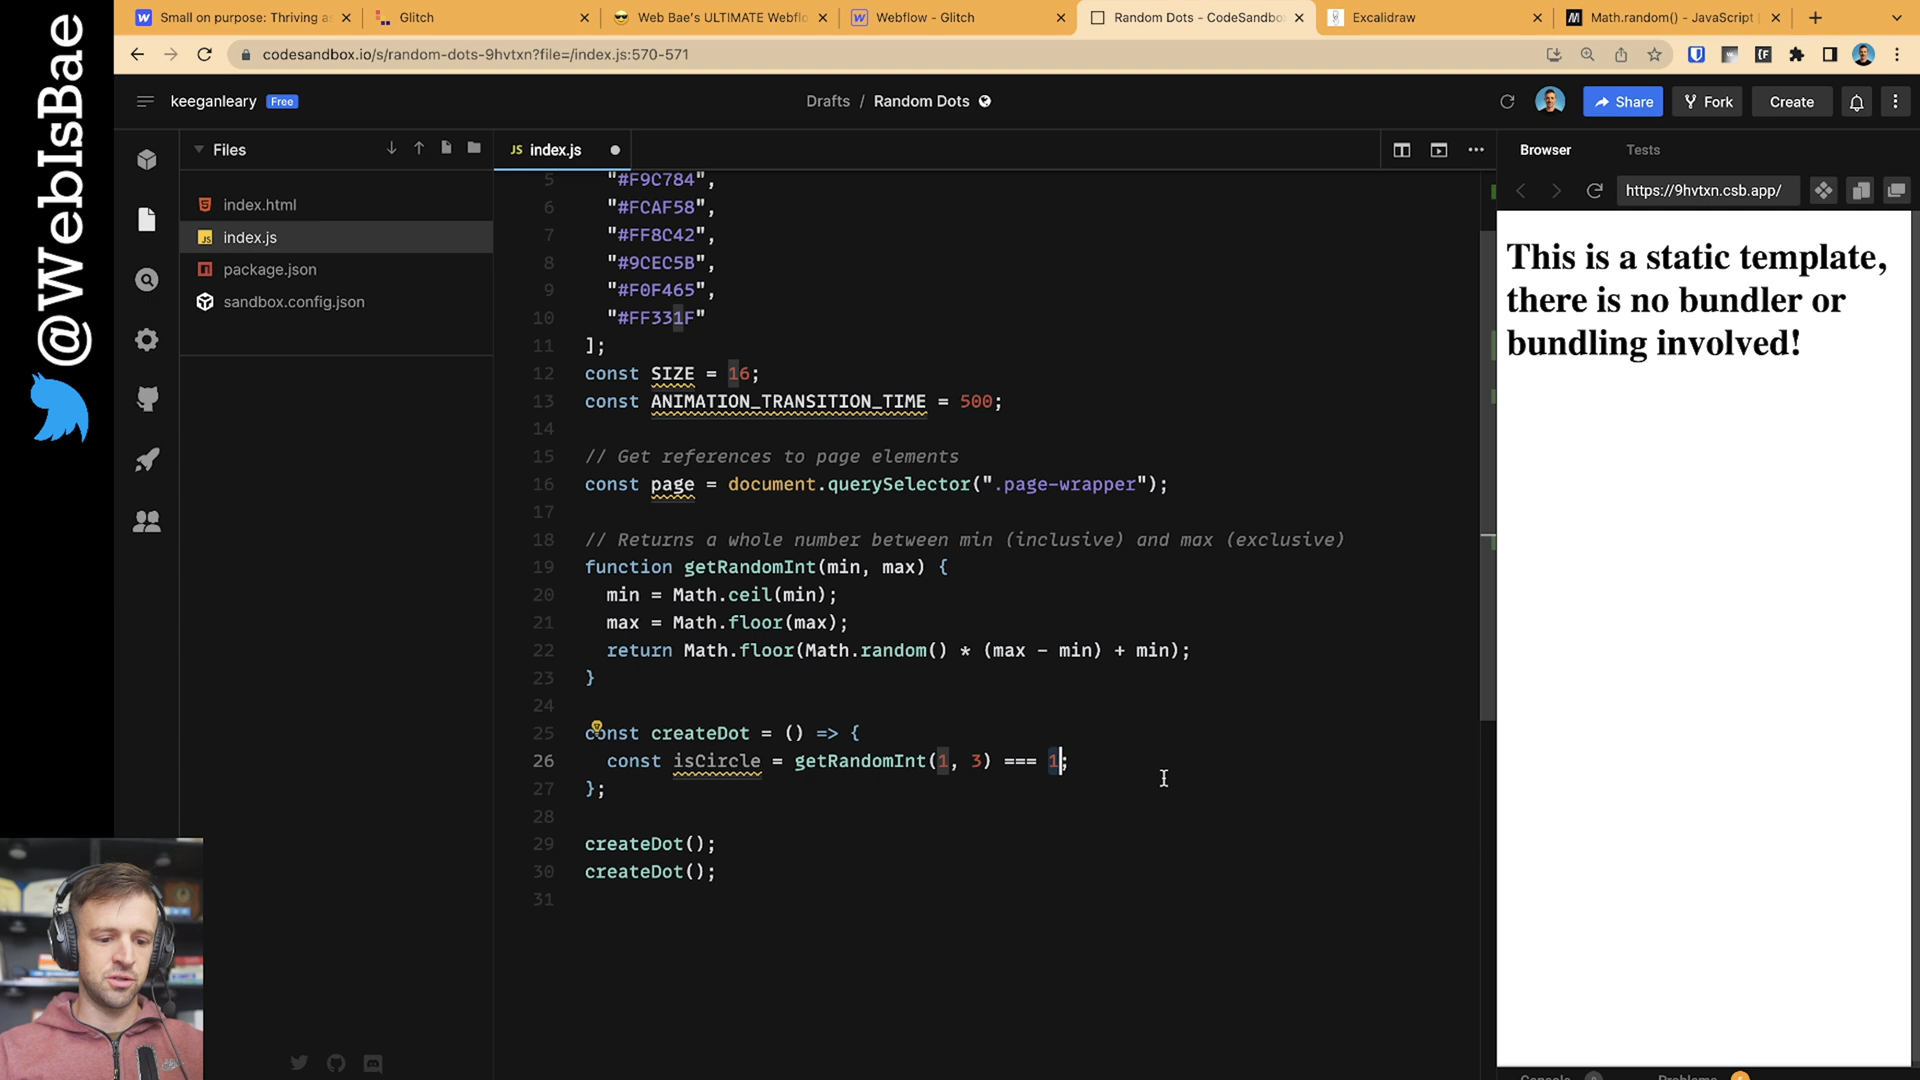 @WebIsBae
Small on purpose: Thriving as
Glitch
Web Bae's ULTIMATE Webflo
Webflow - Glitch
Random Dots - CodeSandbo
Excalidraw
Math.random() - JavaScript
codesandbox.io/s/random-dots-9hvtxn?file=/index.js:570-571
keeganleary Free
Drafts / Random Dots
Share
Fork
Create
Files
index.html
index.js
package.json
sandbox.config.json
JS index.js
5 "#F9C784",
6 "#FCAF58",
7 "#FF8C42",
8 "#9CEC5B",
9 "#F0F465",
10 "#FF331F"
11 ];
12 const SIZE = 16;
13 const ANIMATION_TRANSITION_TIME = 500;
14
15 // Get references to page elements
16 const page = document.querySelector(".page-wrapper");
17
18 // Returns a whole number between min (inclusive) and max (exclusive)
19 function getRandomInt(min, max) {
20 min = Math.ceil(min);
21 max = Math.floor(max);
22 return Math.floor(Math.random() * (max - min) + min);
23 }
24
25 const createDot = () => {
26 const isCircle = getRandomInt(1, 3) === 1;
27 };
28
29 createDot();
30 createDot();
31
Browser
Tests
https://9hvtxn.csb.app/
This is a static template,
there is no bundler or
bundling involved!
Console
Problems